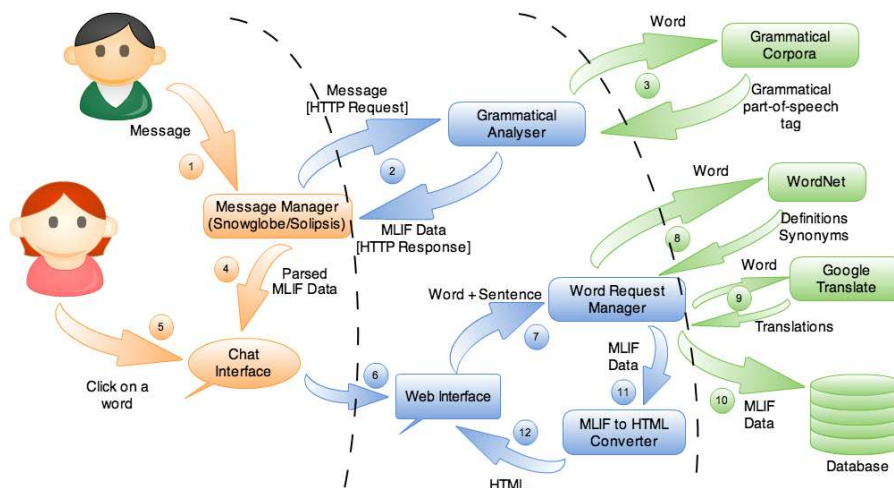 Message
1
Message Manager
(Snowglobe/Solipsis)
Message
[HTTP Request]
2
MLIF Data
[HTTP Response]
Grammatical
Analyser
Word
3
Grammatical
Corpora
Grammatical
part-of-speech
tag
4
Parsed
MLIF Data
5
Click on a
word
Chat
Interface
6
Web Interface
Word + Sentence
7
Word Request
Manager
Word
8
WordNet
Definitions
Synonyms
Word
9
Google
Translate
Translations
10
MLIF
Data
Database
MLIF
Data
11
MLIF to HTML
Converter
12
HTML